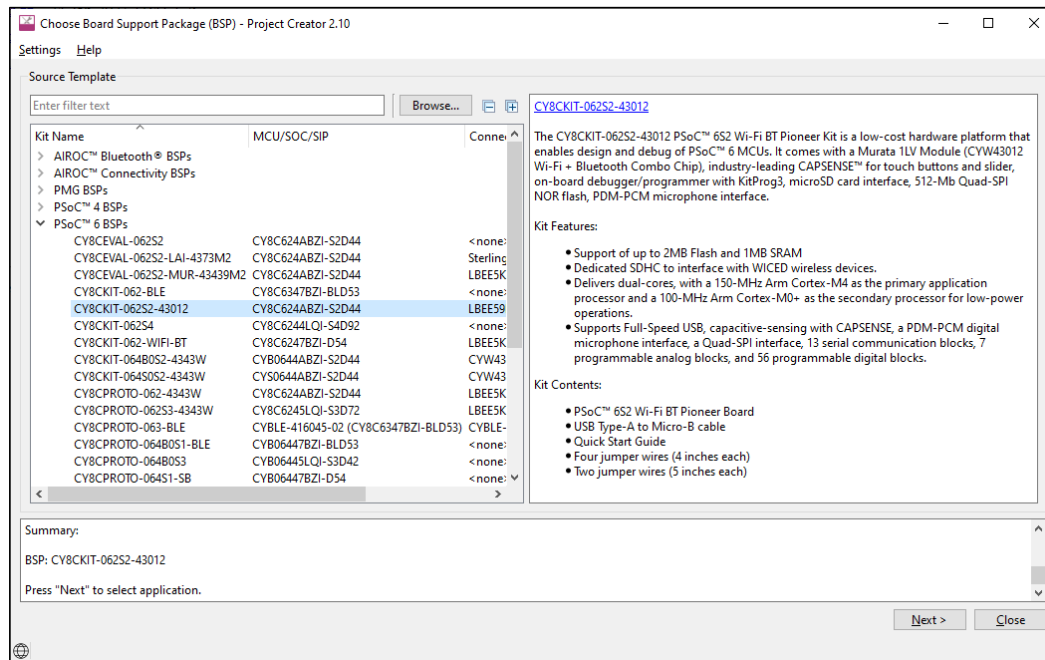 Choose Board Support Package (BSP) - Project Creator 2.10
Settings Help
Source Template
Enter filter text
Browse...
Kit Name MCU/SOC/SIP Conne
AIROC™ Bluetooth® BSPs
AIROC™ Connectivity BSPs
PMG BSPs
PSoC™ 4 BSPs
PSoC™ 6 BSPs
CY8CEVAL-062S2 CY8C624ABZI-S2D44 <none>
CY8CEVAL-062S2-LAI-4373M2 CY8C624ABZI-S2D44 Sterling
CY8CEVAL-062S2-MUR-43439M2 CY8C624ABZI-S2D44 LBEE5K
CY8CKIT-062-BLE CY8C6347BZI-BLD53 <none>
CY8CKIT-062S2-43012 CY8C624ABZI-S2D44 LBEE59
CY8CKIT-062S4 CY8C6244LQI-S4D92 <none>
CY8CKIT-062-WIFI-BT CY8C6247BZI-D54 LBEE5K
CY8CKIT-064B0S2-4343W CYB0644ABZI-S2D44 CYW43
CY8CKIT-064S0S2-4343W CYS0644ABZI-S2D44 CYW43
CY8CPROTO-062-4343W CY8C624ABZI-S2D44 LBEE5K
CY8CPROTO-062S3-4343W CY8C6245LQI-S3D72 LBEE5K
CY8CPROTO-063-BLE CYBLE-416045-02 (CY8C6347BZI-BLD53) CYBLE-
CY8CPROTO-064B0S1-BLE CYB06447BZI-BLD53 <none>
CY8CPROTO-064B0S3 CYB06445LQI-S3D42 <none>
CY8CPROTO-064S1-SB CYB06447BZI-D54 <none>
CY8CKIT-062S2-43012
The CY8CKIT-062S2-43012 PSoC™ 6S2 Wi-Fi BT Pioneer Kit is a low-cost hardware platform that
enables design and debug of PSoC™ 6 MCUs. It comes with a Murata 1LV Module (CYW43012
Wi-Fi + Bluetooth Combo Chip), industry-leading CAPSENSE™ for touch buttons and slider,
on-board debugger/programmer with KitProg3, microSD card interface, 512-Mb Quad-SPI
NOR flash, PDM-PCM microphone interface.
Kit Features:
● Support of up to 2MB Flash and 1MB SRAM
● Dedicated SDHC to interface with WICED wireless devices.
● Delivers dual-cores, with a 150-MHz Arm Cortex-M4 as the primary application
processor and a 100-MHz Arm Cortex-M0+ as the secondary processor for low-power
operations.
● Supports Full-Speed USB, capacitive-sensing with CAPSENSE, a PDM-PCM digital
microphone interface, a Quad-SPI interface, 13 serial communication blocks, 7
programmable analog blocks, and 56 programmable digital blocks.
Kit Contents:
● PSoC™ 6S2 Wi-Fi BT Pioneer Board
● USB Type-A to Micro-B cable
● Quick Start Guide
● Four jumper wires (4 inches each)
● Two jumper wires (5 inches each)
Summary:
BSP: CY8CKIT-062S2-43012
Press "Next" to select application.
Next > Close